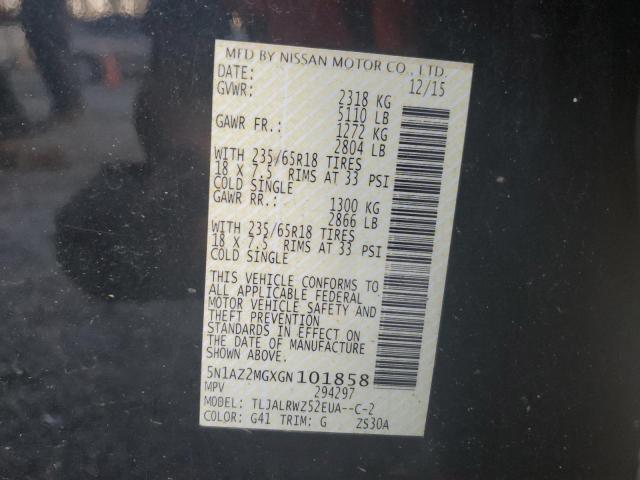 MFD BY NISSAN MOTOR CO., LTD.
DATE: 12/15
GVWR: 2318 KG
5110 LB
GAWR FR.: 1272 KG
2804 LB
WITH 235/65R18 TIRES
18 X 7.5 RIMS AT 33 PSI
COLD SINGLE
GAWR RR.: 1300 KG
2866 LB
WITH 235/65R18 TIRES
18 X 7.5 RIMS AT 33 PSI
COLD SINGLE
THIS VEHICLE CONFORMS TO
ALL APPLICABLE FEDERAL
MOTOR VEHICLE SAFETY AND
THEFT PREVENTION
STANDARDS IN EFFECT ON
THE DATE OF MANUFACTURE
SHOWN ABOVE.
5N1AZ2MGXGN101858
MPV 294297
MODEL: TLJALRWZ52EUA--C-2
COLOR: G41 TRIM: G ZS30A